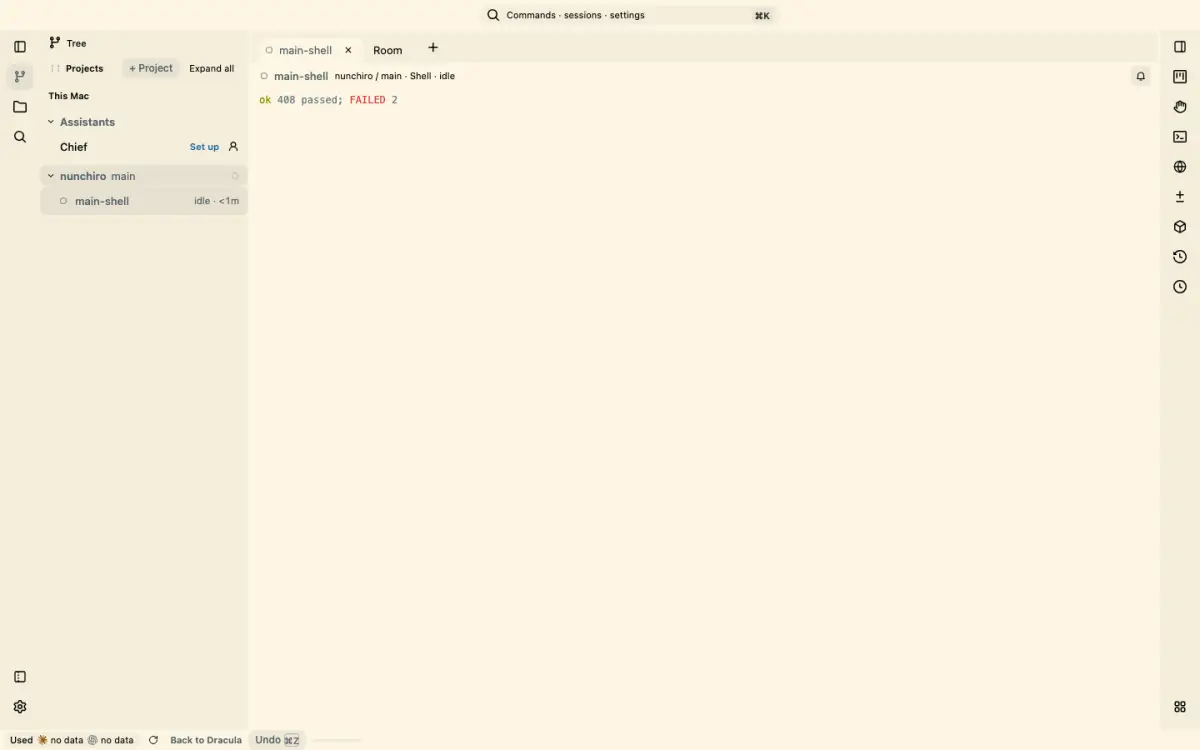 Commands · sessions · settings ⌘K
Tree
Projects + Project Expand all
This Mac
Assistants
Chief Set up
nunchiro main
main-shell idle · <1m
main-shell × Room +
main-shell nunchiro / main · Shell · idle
ok 408 passed; FAILED 2
Used no data no data Back to Dracula Undo ⌘Z